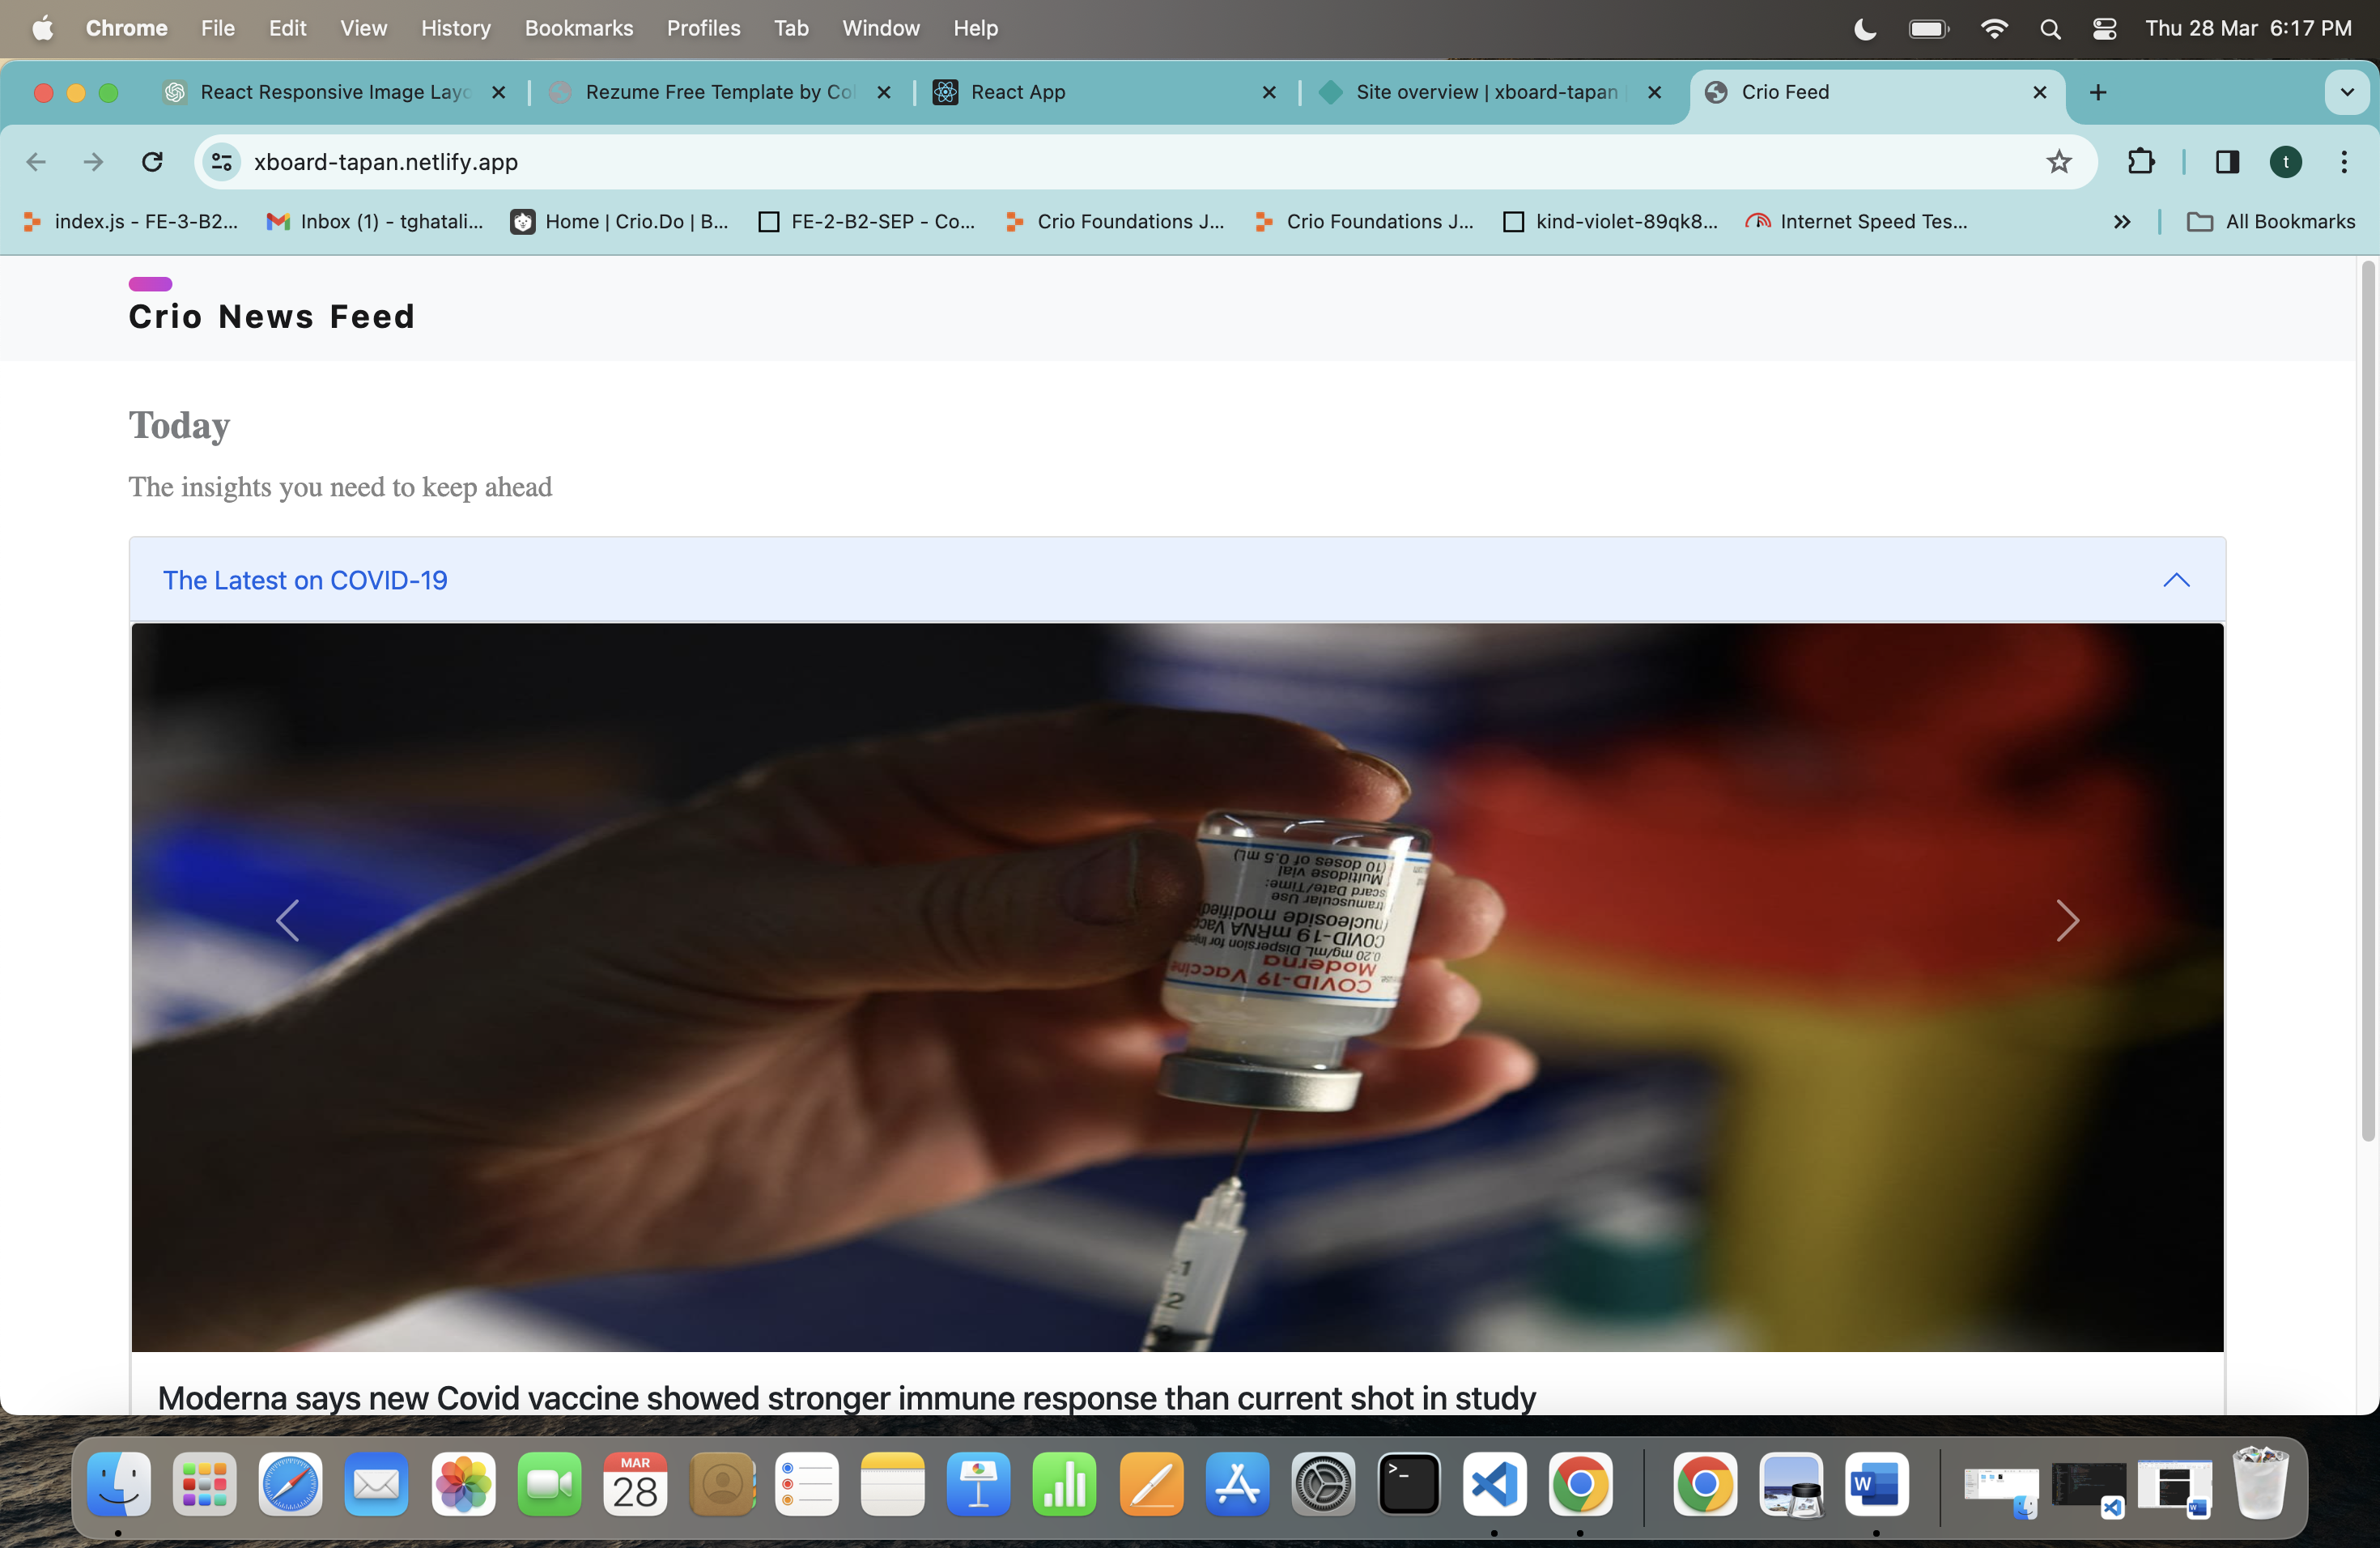 Chrome File Edit View History Bookmarks Profiles Tab Window Help Thu 28 Mar 6:17 PM
React Responsive Image Layo Rezume Free Template by Col React App Site overview | xboard-tapan | Crio Feed
xboard-tapan.netlify.app t
index.js - FE-3-B2... Inbox (1) - tghatali... Home | Crio.Do | B... FE-2-B2-SEP - Co... Crio Foundations J... Crio Foundations J... kind-violet-89qk8... Internet Speed Tes... All Bookmarks
Crio News Feed
Today
The insights you need to keep ahead
The Latest on COVID-19
COVID-19 Vaccine
Moderna
0.20 mg/mL Dispersion for
COVID-19 mRNA
(nucleoside modified)
Use
Date/Time:
Multidose vial
(10 doses of 0.5 mL)
1
2
Moderna says new Covid vaccine showed stronger immune response than current shot in study
MAR
28
W